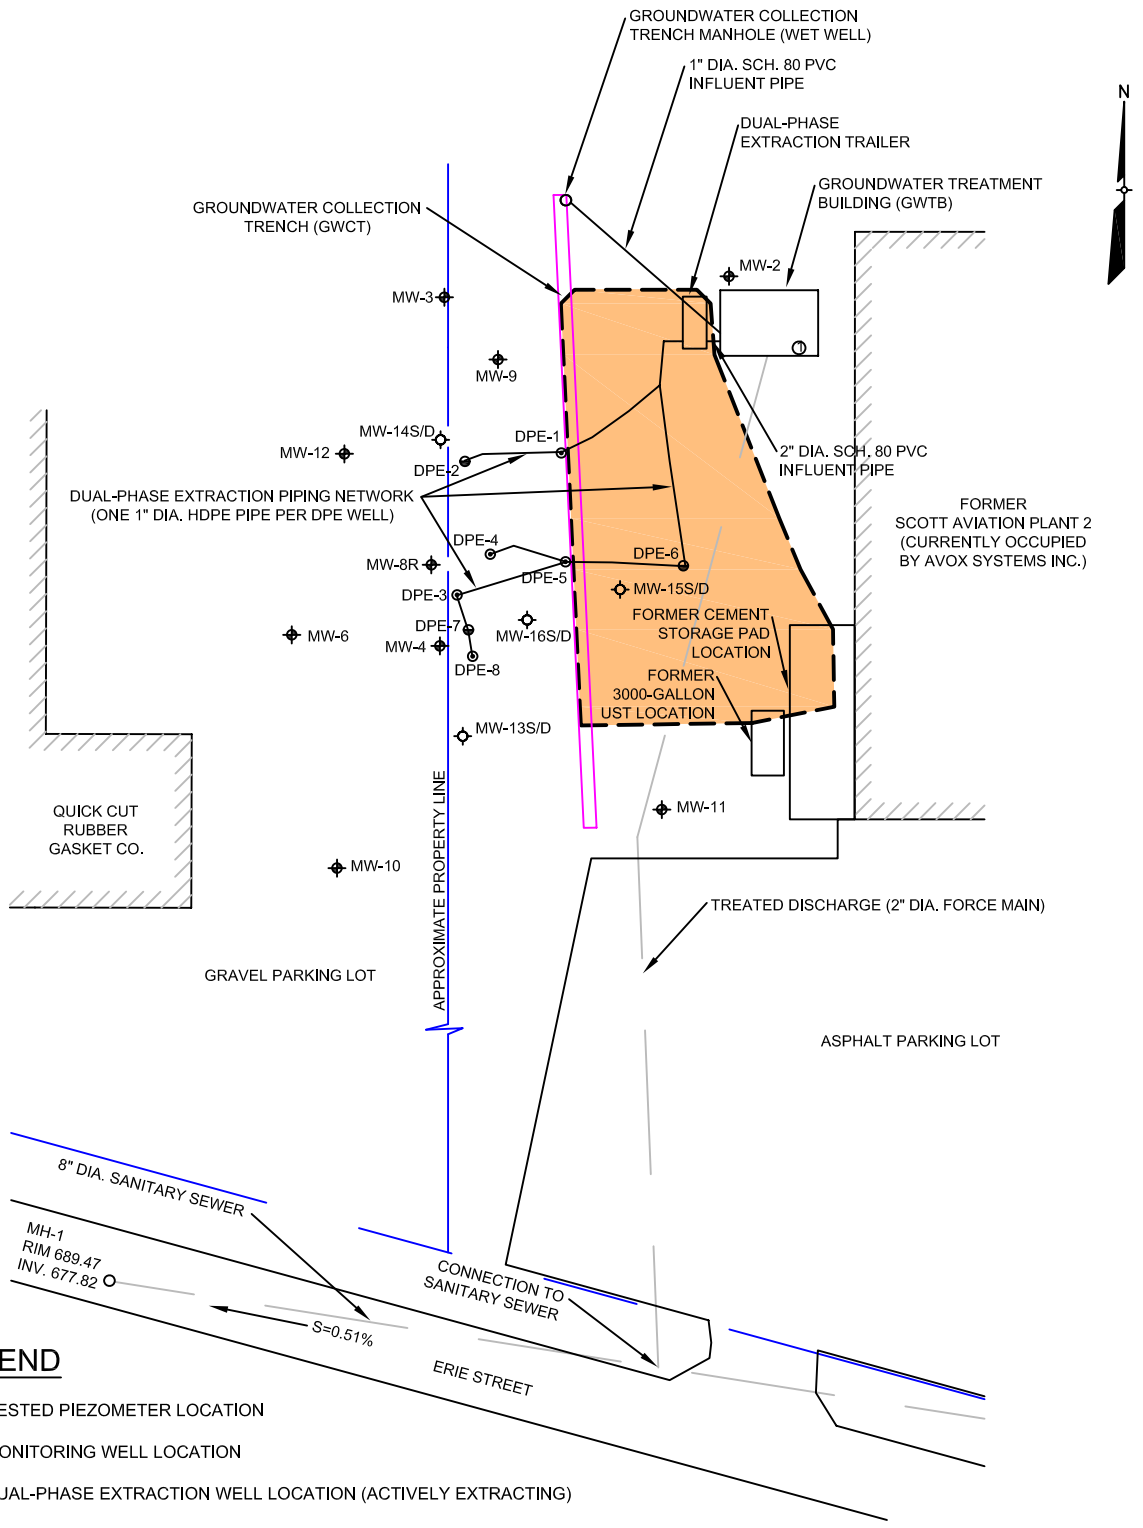 GROUNDWATER COLLECTION
TRENCH MANHOLE (WET WELL)
1" DIA. SCH. 80 PVC
INFLUENT PIPE
N
DUAL-PHASE
EXTRACTION TRAILER
GROUNDWATER TREATMENT
BUILDING (GWTB)
GROUNDWATER COLLECTION
TRENCH (GWCT)
MW-2
MW-3
1
MW-9
MW-14S/D
DPE-1
MW-12
DPE-2
2" DIA. SCH. 80 PVC
INFLUENT PIPE
DUAL-PHASE EXTRACTION PIPING NETWORK
(ONE 1" DIA. HDPE PIPE PER DPE WELL)
FORMER
SCOTT AVIATION PLANT 2
(CURRENTLY OCCUPIED
BY AVOX SYSTEMS INC.)
DPE-4
DPE-6
MW-8R
DPE-5
DPE-3
MW-15S/D
FORMER CEMENT
STORAGE PAD
LOCATION
DPE-7
MW-16S/D
MW-6
MW-4
DPE-8
FORMER
3000-GALLON
UST LOCATION
MW-13S/D
QUICK CUT
RUBBER
GASKET CO.
MW-11
APPROXIMATE PROPERTY LINE
MW-10
TREATED DISCHARGE (2" DIA. FORCE MAIN)
GRAVEL PARKING LOT
ASPHALT PARKING LOT
8" DIA. SANITARY SEWER
MH-1
RIM 689.47
INV. 677.82
CONNECTION TO
SANITARY SEWER
S=0.51%
ERIE STREET
END
ESTED PIEZOMETER LOCATION
ONITORING WELL LOCATION
UAL-PHASE EXTRACTION WELL LOCATION (ACTIVELY EXTRACTING)